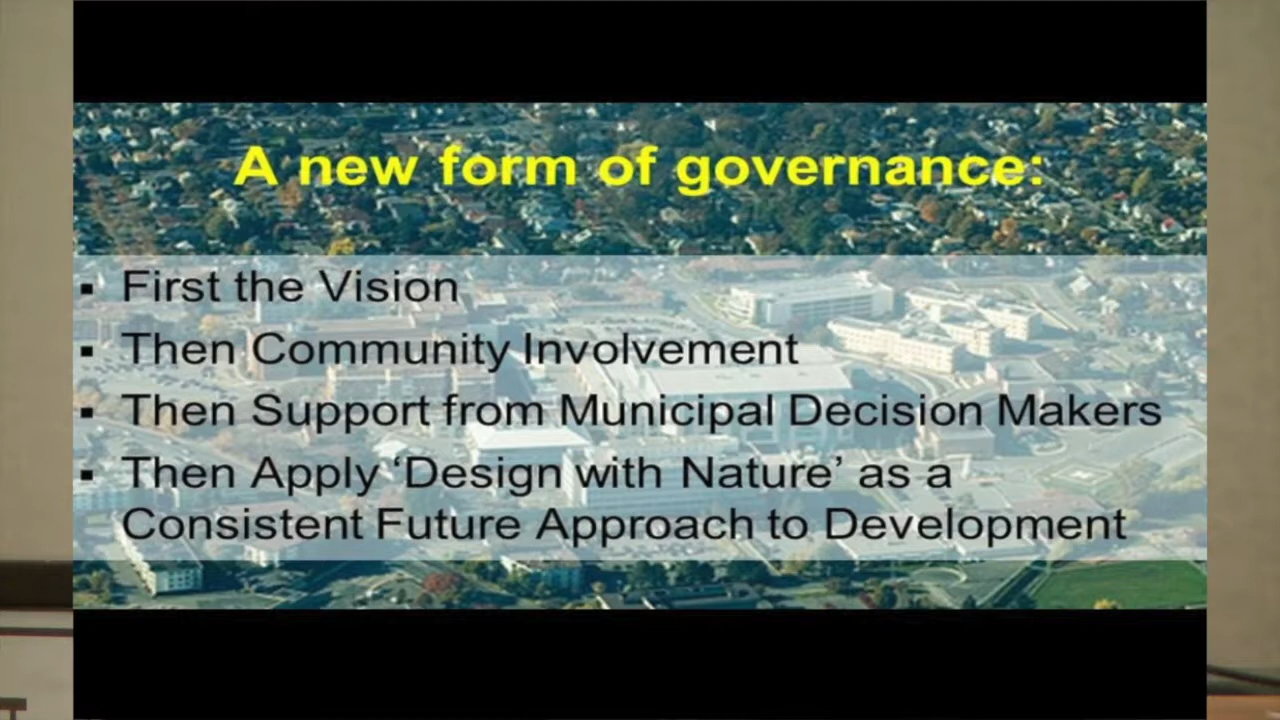 A new form of governance:
▪ First the Vision
▪ Then Community Involvement
▪ Then Support from Municipal Decision Makers
▪ Then Apply ‘Design with Nature’ as a
Consistent Future Approach to Development